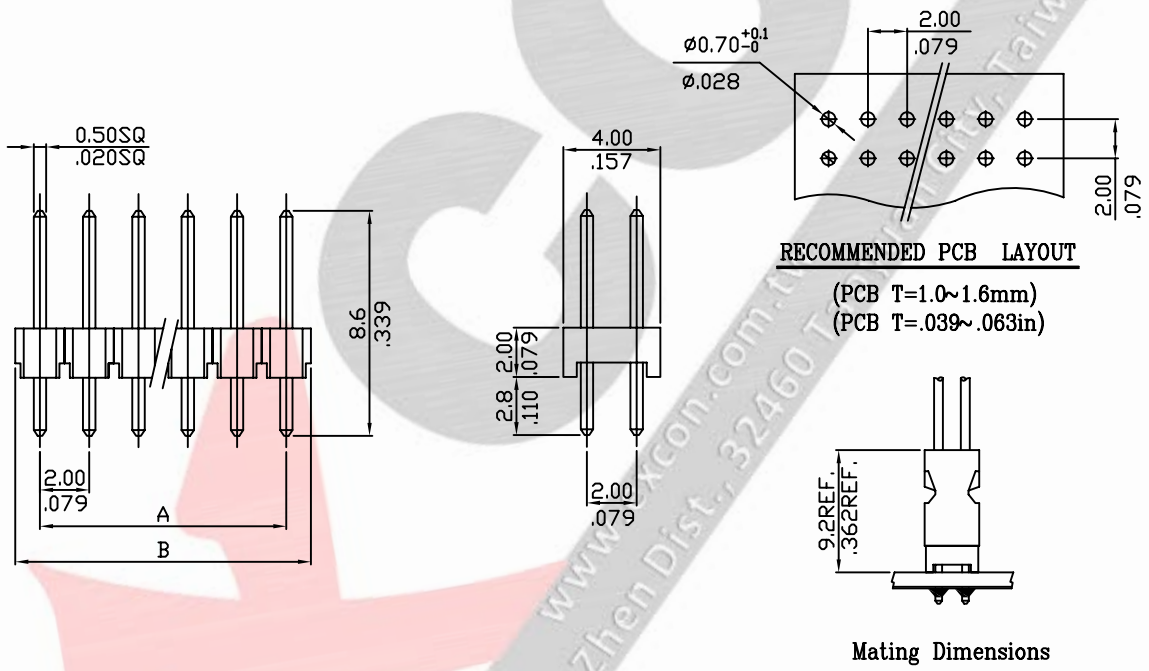 0.50SQ
.020SQ
8.6
.339
2.00
.079
A
B
4.00
.157
2.00
.079
2.8
.110
2.00
.079
Ø0.70+0.1-0
Ø.028
2.00
.079
2.00
.079
RECOMMENDED PCB LAYOUT
(PCB T=1.0~1.6mm)
(PCB T=.039~.063in)
9.2REF.
.362REF.
Mating Dimensions